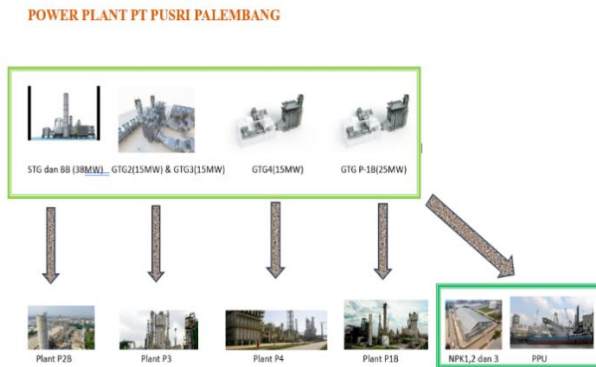 POWER PLANT PT PUSRI PALEMBANG
STG dan BB (38MW) GTG2(15MW) & GTG3(15MW) GTG4(15MW) GTG P-1B(25MW)
Plant P2B Plant P3 Plant P4 Plant P1B NPK1,2 dan 3 PPU